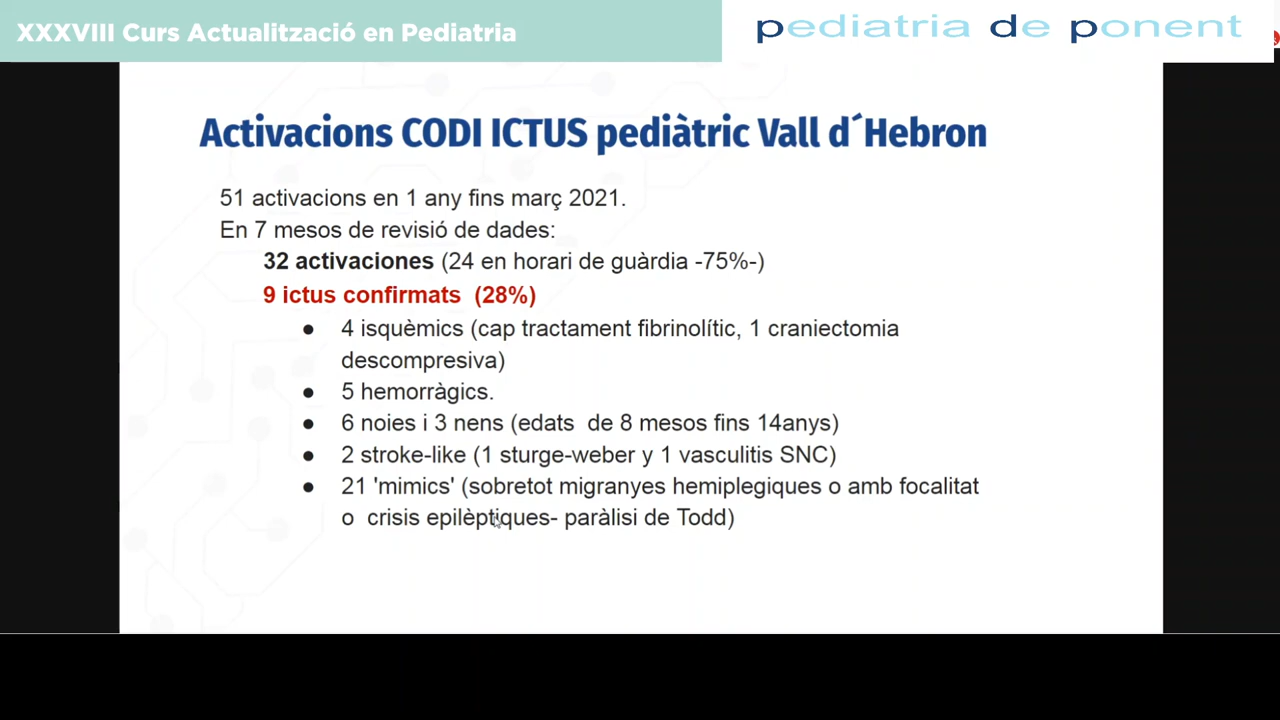 XXXVIII Curs Actualització en Pediatria
pediatria de ponent
Activacions CODI ICTUS pediàtric Vall d´Hebron
51 activacions en 1 any fins març 2021.
En 7 mesos de revisió de dades:
32 activaciones (24 en horari de guàrdia -75%-)
9 ictus confirmats (28%)
● 4 isquèmics (cap tractament fibrinolític, 1 craniectomia
descompresiva)
● 5 hemorràgics.
● 6 noies i 3 nens (edats de 8 mesos fins 14anys)
● 2 stroke-like (1 sturge-weber y 1 vasculitis SNC)
● 21 'mimics' (sobretot migranyes hemiplegiques o amb focalitat
o crisis epilèptiques- paràlisi de Todd)